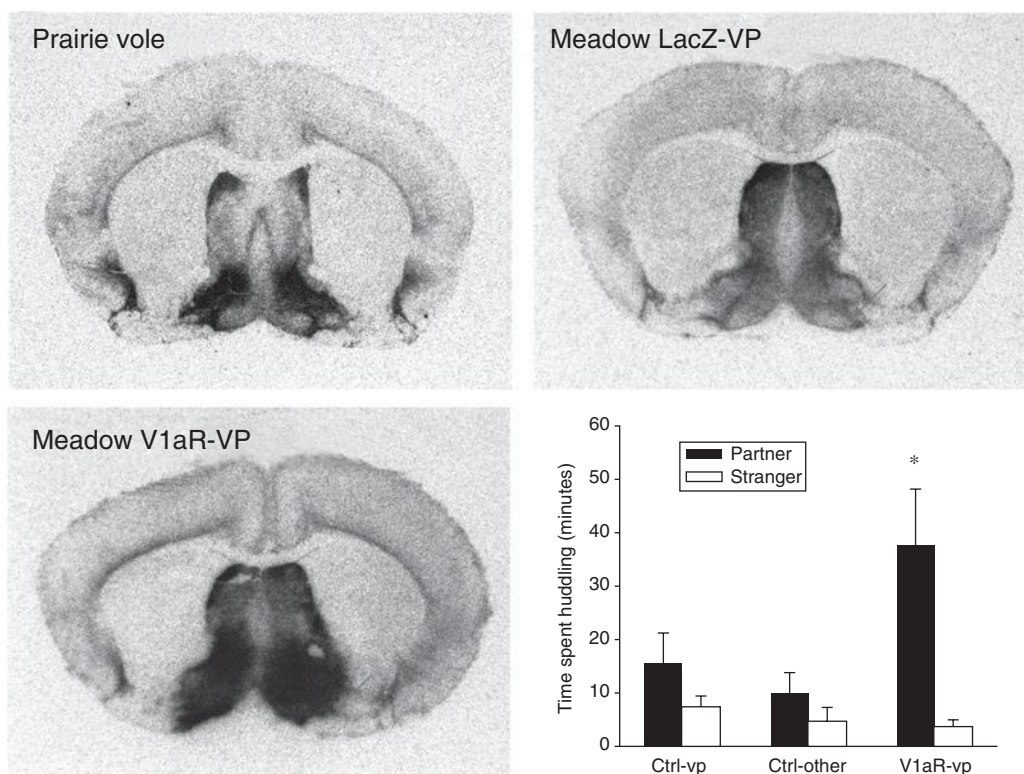 Prairie vole
Meadow LacZ-VP
Meadow V1aR-VP
60
50
40
30
20
10
0
Time spent huddling (minutes)
Partner
Stranger
*
Ctrl-vp
Ctrl-other
V1aR-vp